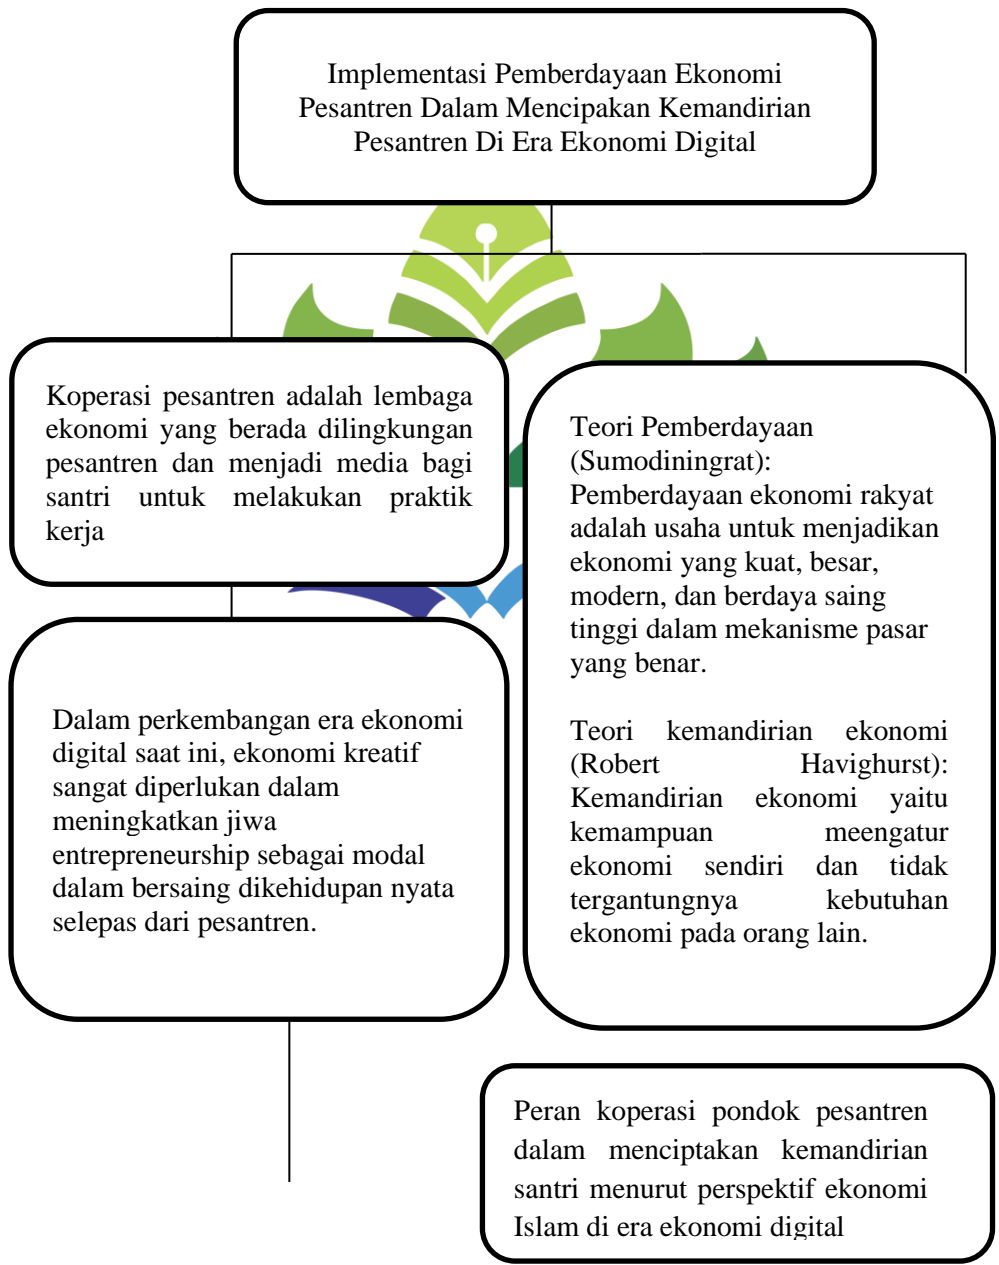 Implementasi Pemberdayaan Ekonomi
Pesantren Dalam Mencipakan Kemandirian
Pesantren Di Era Ekonomi Digital
Koperasi pesantren adalah lembaga
ekonomi yang berada dilingkungan
pesantren dan menjadi media bagi
santri untuk melakukan praktik
kerja
Dalam perkembangan era ekonomi
digital saat ini, ekonomi kreatif
sangat diperlukan dalam
meningkatkan jiwa
entrepreneurship sebagai modal
dalam bersaing dikehidupan nyata
selepas dari pesantren.
Teori Pemberdayaan
(Sumodiningrat):
Pemberdayaan ekonomi rakyat
adalah usaha untuk menjadikan
ekonomi yang kuat, besar,
modern, dan berdaya saing
tinggi dalam mekanisme pasar
yang benar.
Teori kemandirian ekonomi
(Robert Havighurst):
Kemandirian ekonomi yaitu
kemampuan meengatur
ekonomi sendiri dan tidak
tergantungnya kebutuhan
ekonomi pada orang lain.
Peran koperasi pondok pesantren
dalam menciptakan kemandirian
santri menurut perspektif ekonomi
Islam di era ekonomi digital